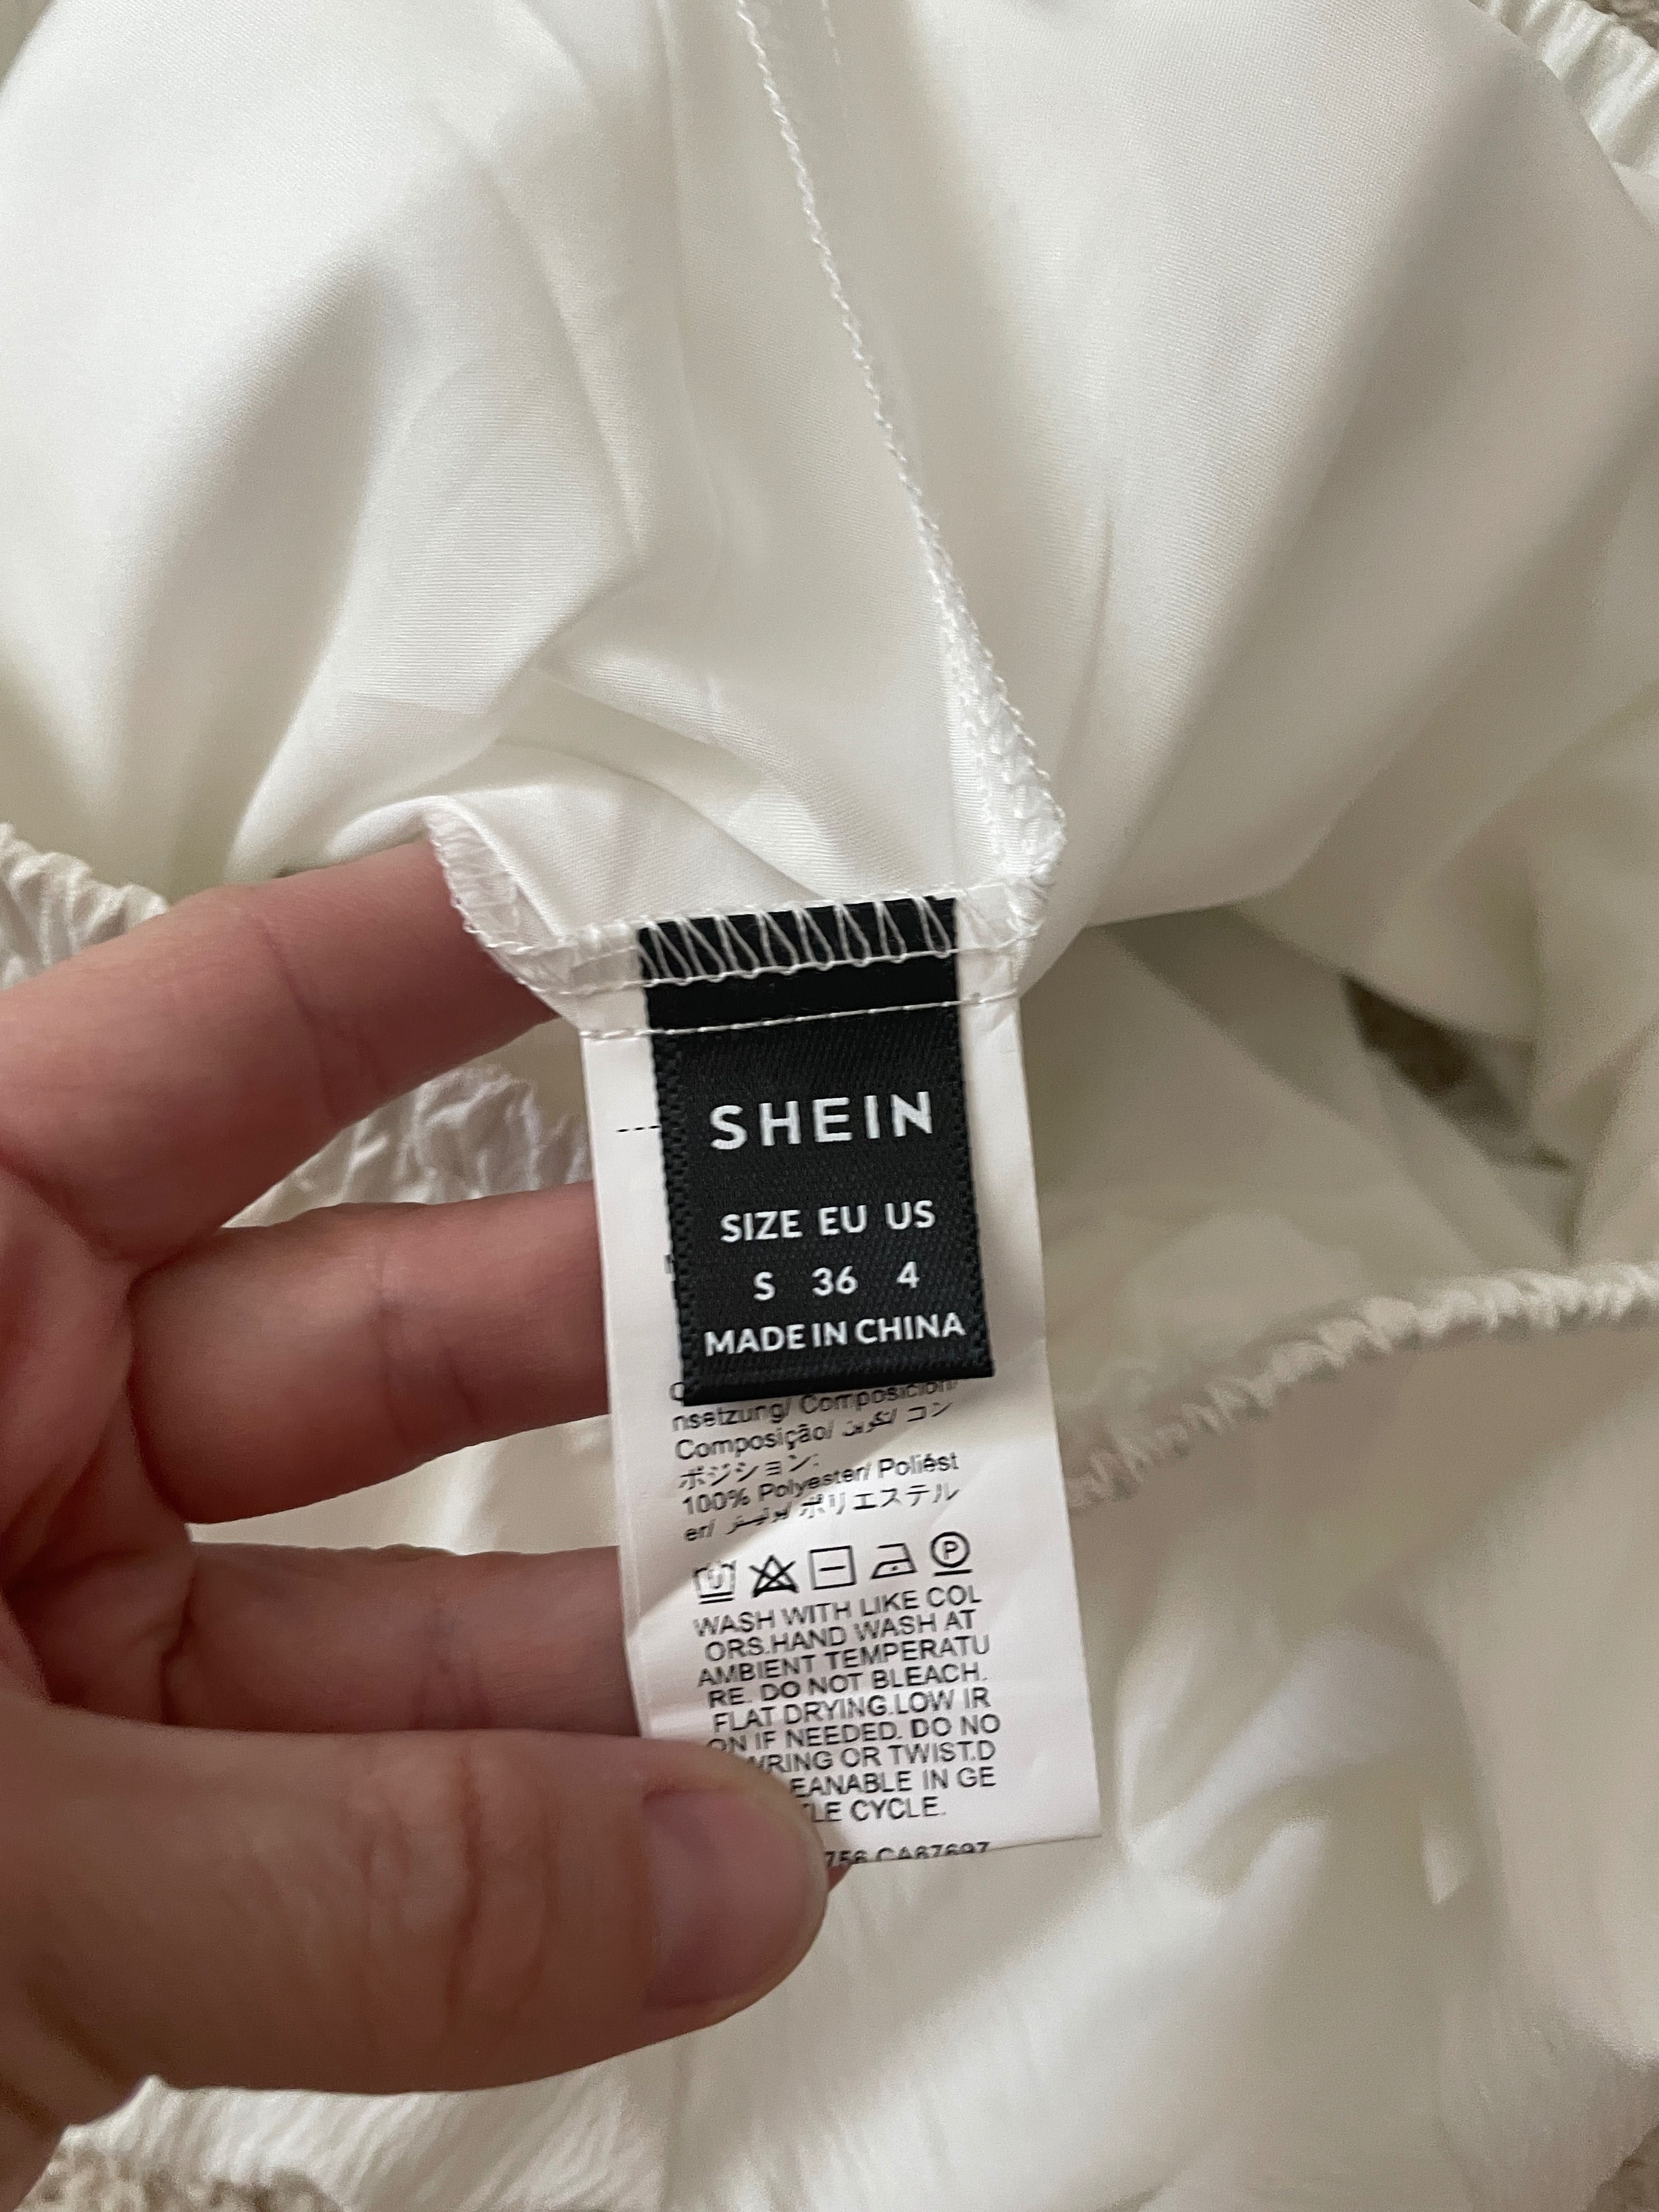 SHEIN
SIZE EU US
S 36 4
MADE IN CHINA
nsetzung/ Composición/
Composição/ تكوين/ コン
ポジション:
100% Polyester/ Poliést
er/ بوليستر/ ポリエステル
P
WASH WITH LIKE COL
ORS.HAND WASH AT
AMBIENT TEMPERATU
RE. DO NOT BLEACH.
FLAT DRYING.LOW IR
ON IF NEEDED. DO NO
WRING OR TWIST.D
EANABLE IN GE
LE CYCLE.
756 CA87697